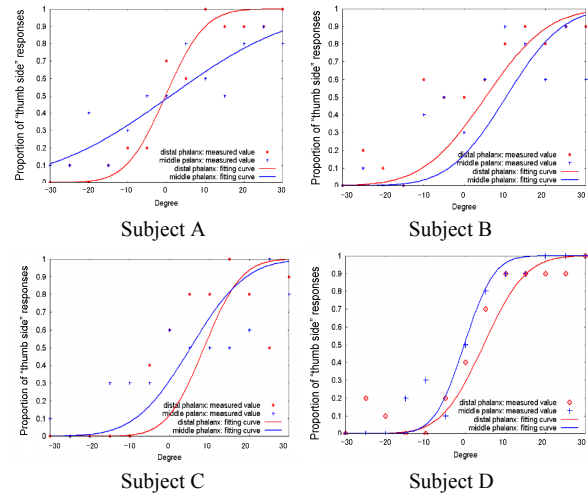 Proportion of "thumb side" responses
1
0.9
0.8
0.7
0.6
0.5
0.4
0.3
0.2
0.1
0
distal phalanx: measured value
middle palanx: measured value
distal phalanx: fitting curve
middle phalanx: fitting curve
-30 -20 -10 0 10 20 30
Degree
Subject A
Proportion of "thumb side" responses
1
0.9
0.8
0.7
0.6
0.5
0.4
0.3
0.2
0.1
0
distal phalanx: measured value
middle palanx: measured value
distal phalanx: fitting curve
middle phalanx: fitting curve
-30 -20 -10 0 10 20 30
Degree
Subject B
Proportion of "thumb side" responses
1
0.9
0.8
0.7
0.6
0.5
0.4
0.3
0.2
0.1
0
distal phalanx: measured value
middle palanx: measured value
distal phalanx: fitting curve
middle phalanx: fitting curve
-30 -20 -10 0 10 20 30
Degree
Subject C
Proportion of "thumb side" responses
1
0.9
0.8
0.7
0.6
0.5
0.4
0.3
0.2
0.1
0
distal phalanx: measured value
middle palanx: measured value
distal phalanx: fitting curve
middle phalanx: fitting curve
-30 -20 -10 0 10 20 30
Degree
Subject D